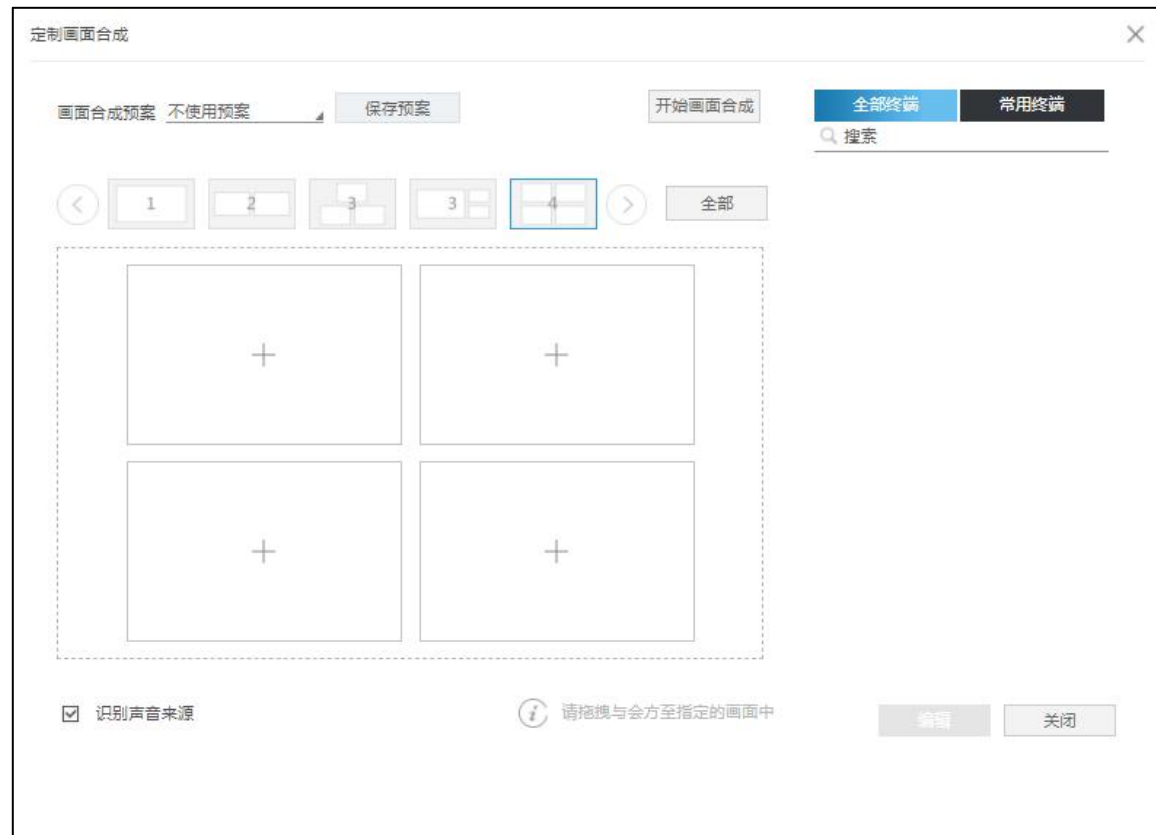 定制画面合成
画面合成预案 不使用预案 保存预案 开始画面合成 全部终端 常用终端
搜索
1 2 3 3 4 全部
识别声音来源 请拖拽与会方至指定的画面中 编辑 关闭